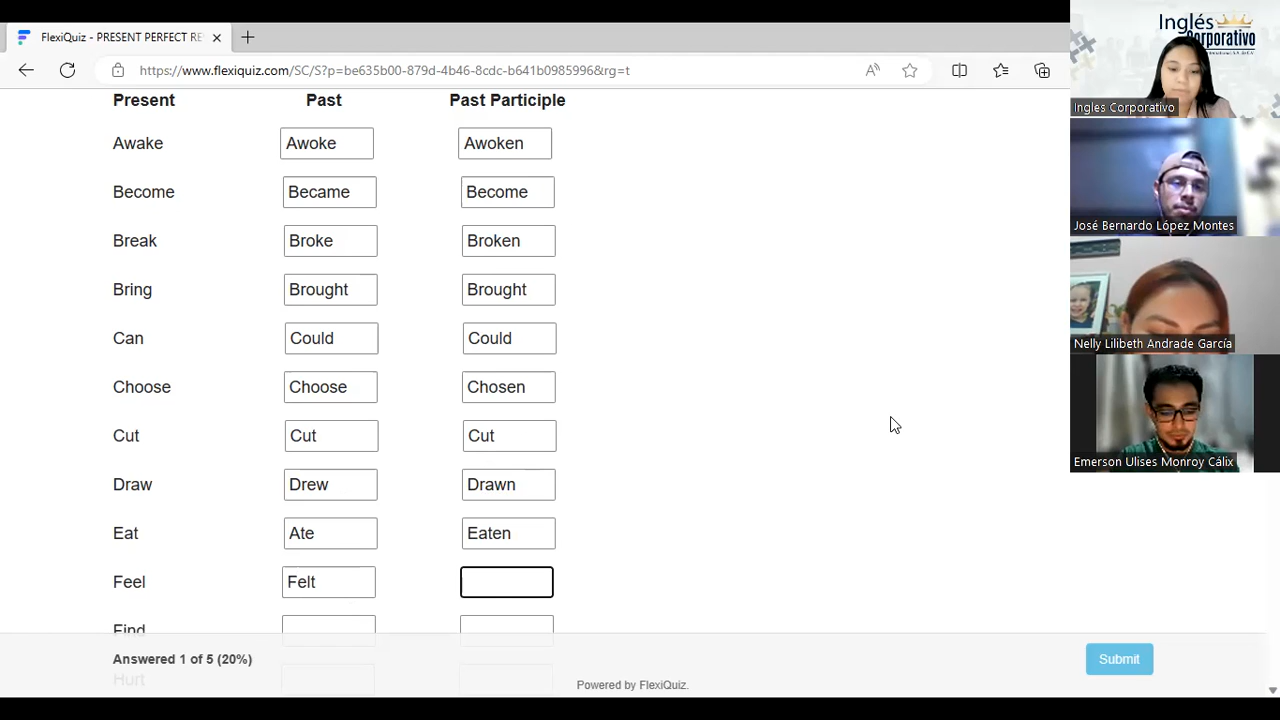 FlexiQuiz - PRESENT PERFECT RE
https://www.flexiquiz.com/SC/S?p=be635b00-879d-4b46-8cdc-b641b0985996&rg=t
Present Past Past Participle
Awake Awoke Awoken
Become Became Become
Break Broke Broken
Bring Brought Brought
Can Could Could
Choose Choose Chosen
Cut Cut Cut
Draw Drew Drawn
Eat Ate Eaten
Feel Felt
Find
Hurt
Answered 1 of 5 (20%)
Submit
Powered by FlexiQuiz.
Inglés
Corporativo
Ingles Corporativo
José Bernardo López Montes
Nelly Lilibeth Andrade García
Emerson Ulises Monroy Cálix